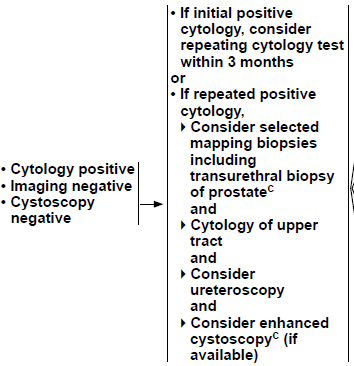 • Cytology positive
• Imaging negative
• Cystoscopy
negative
• If initial positive
cytology, consider
repeating cytology test
within 3 months
or
• If repeated positive
cytology,
Consider selected
mapping biopsies
including
transurethral biopsy
of prostateᶜ
and
Cytology of upper
tract
and
Consider
ureteroscopy
and
Consider enhanced
cystoscopyᶜ (if
available)